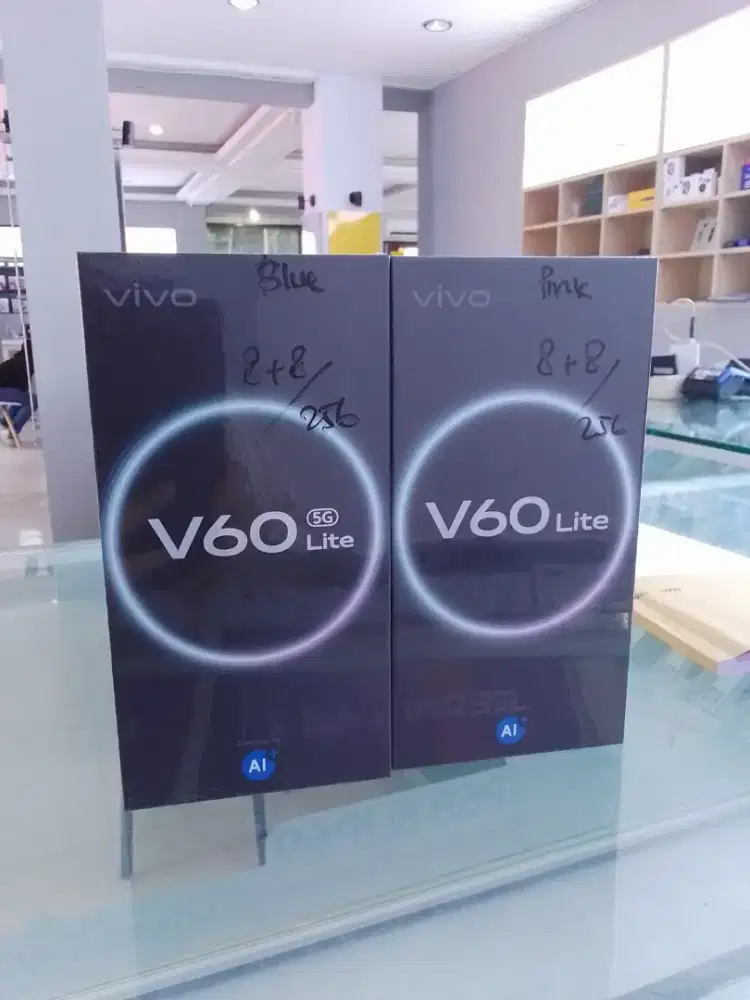 vivo
Blue
8+8/
256
V60 5G
Lite
AI+
vivo
Pink
8+8/
256
V60 Lite
AI+